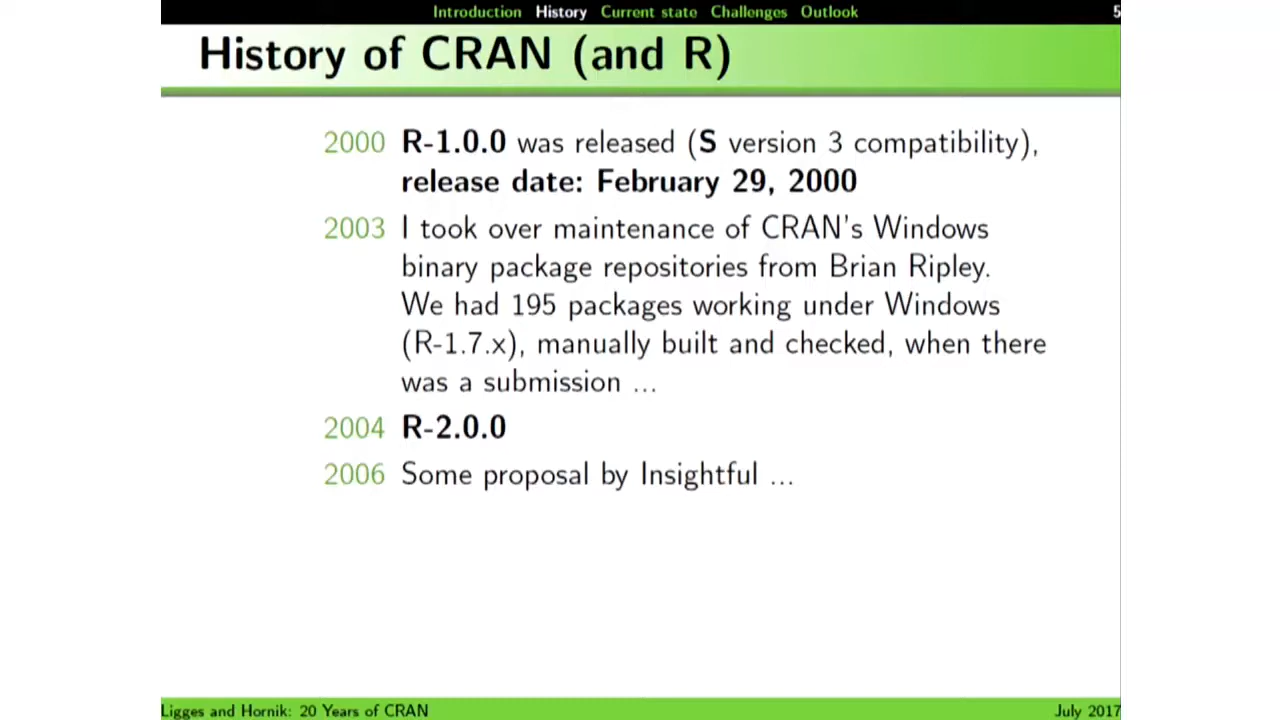 Introduction History Current state Challenges Outlook 5
History of CRAN (and R)
2000 R-1.0.0 was released (S version 3 compatibility),
release date: February 29, 2000
2003 I took over maintenance of CRAN's Windows
binary package repositories from Brian Ripley.
We had 195 packages working under Windows
(R-1.7.x), manually built and checked, when there
was a submission ...
2004 R-2.0.0
2006 Some proposal by Insightful ...
Ligges and Hornik: 20 Years of CRAN July 2017